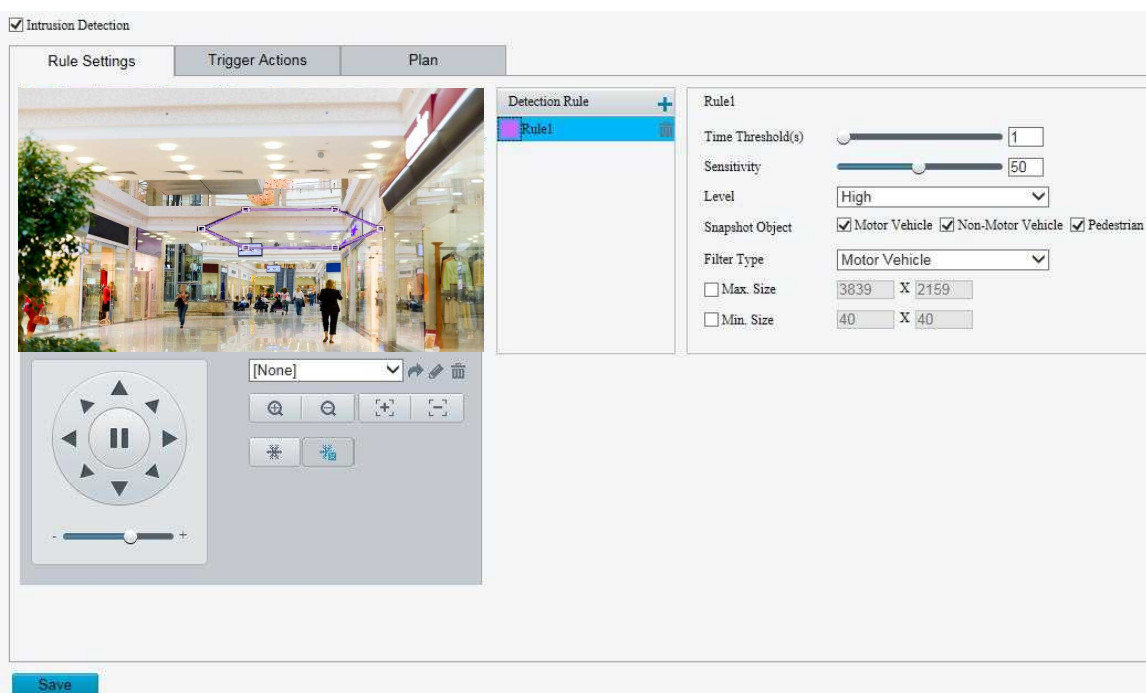 Intrusion Detection
Rule Settings Trigger Actions Plan
Detection Rule
Rule1
Rule1
Time Threshold(s) 1
Sensitivity 50
Level High
Snapshot Object Motor Vehicle Non-Motor Vehicle Pedestrian
Filter Type Motor Vehicle
Max. Size 3839 X 2159
Min. Size 40 X 40
[None]
- +
Save